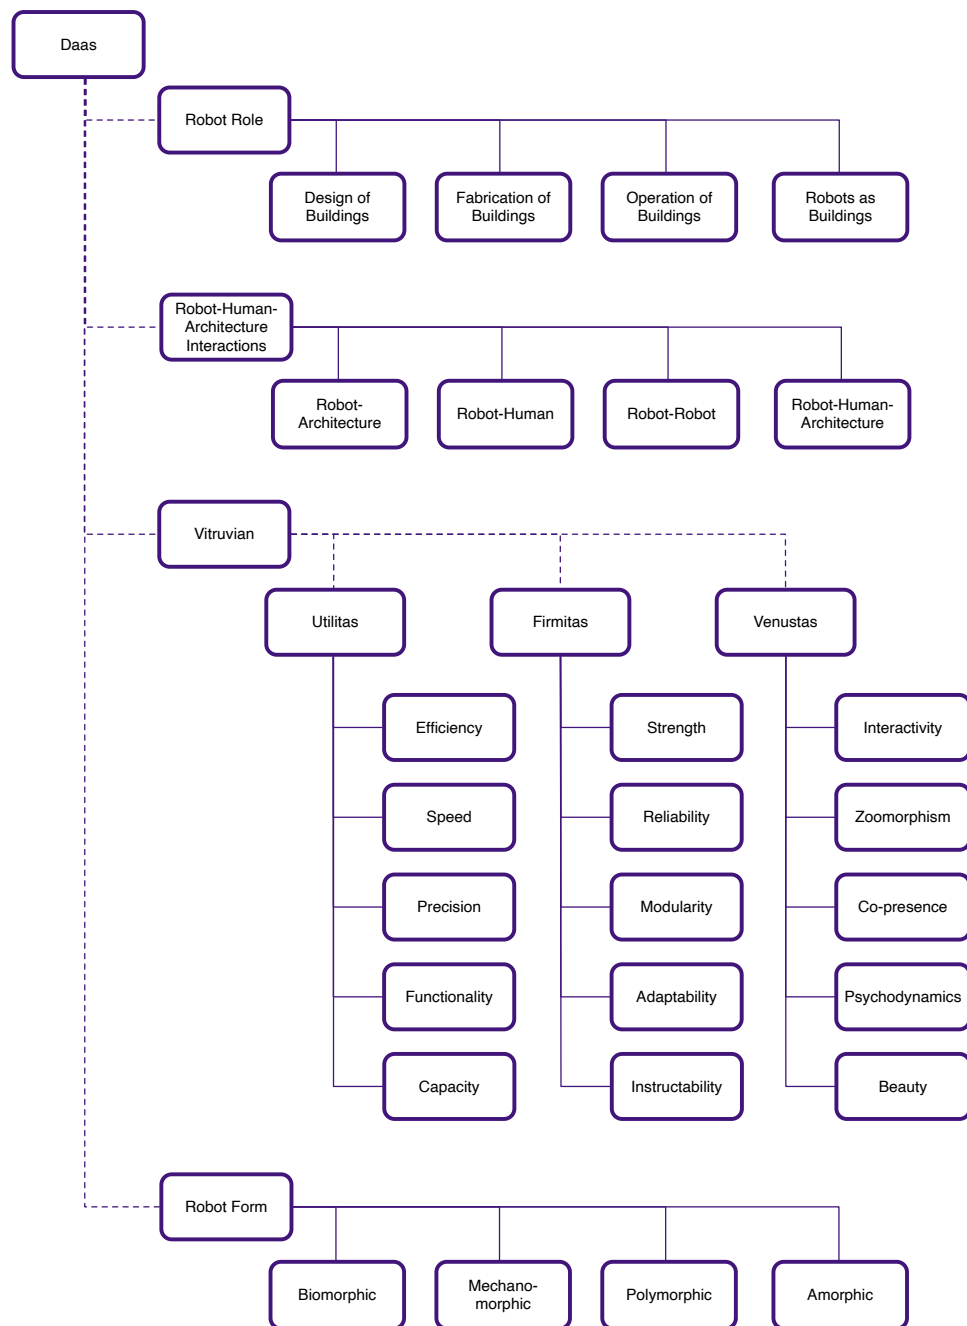 Daas
Robot Role
Design of
Buildings
Fabrication of
Buildings
Operation of
Buildings
Robots as
Buildings
Robot-Human-
Architecture
Interactions
Robot-
Architecture
Robot-Human
Robot-Robot
Robot-Human-
Architecture
Vitruvian
Utilitas
Firmitas
Venustas
Efficiency
Strength
Interactivity
Speed
Reliability
Zoomorphism
Precision
Modularity
Co-presence
Functionality
Adaptability
Psychodynamics
Capacity
Instructability
Beauty
Robot Form
Biomorphic
Mechano-
morphic
Polymorphic
Amorphic